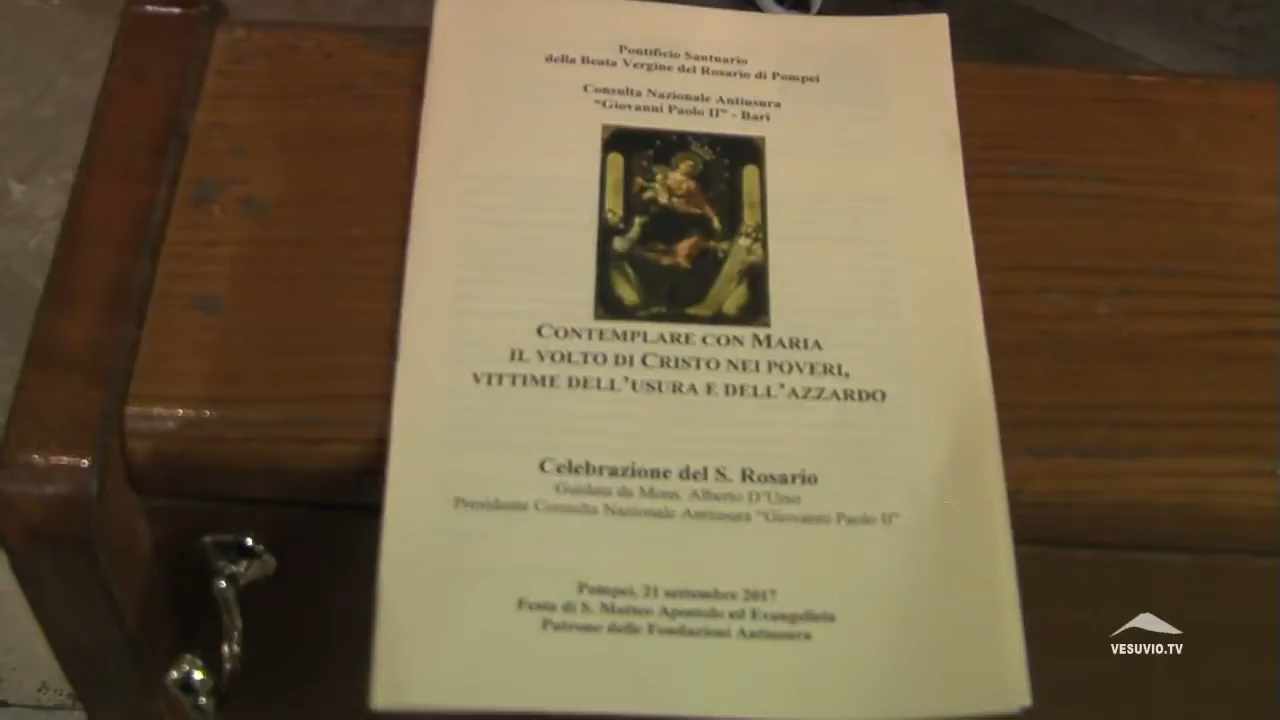 Pontificio Santuario
della Beata Vergine del Rosario di Pompei
Consulta Nazionale Antiusura
"Giovanni Paolo II" - Bari
CONTEMPLARE CON MARIA
IL VOLTO DI CRISTO NEI POVERI,
VITTIME DELL'USURA E DELL'AZZARDO
Celebrazione del S. Rosario
Guidata da Mons. Alberto D'Urso
Presidente Consulta Nazionale Antiusura "Giovanni Paolo II"
Pompei, 21 settembre 2017
Festa di S. Matteo Apostolo ed Evangelista
Patrono delle Fondazioni Antiusura
VESUVIO.TV